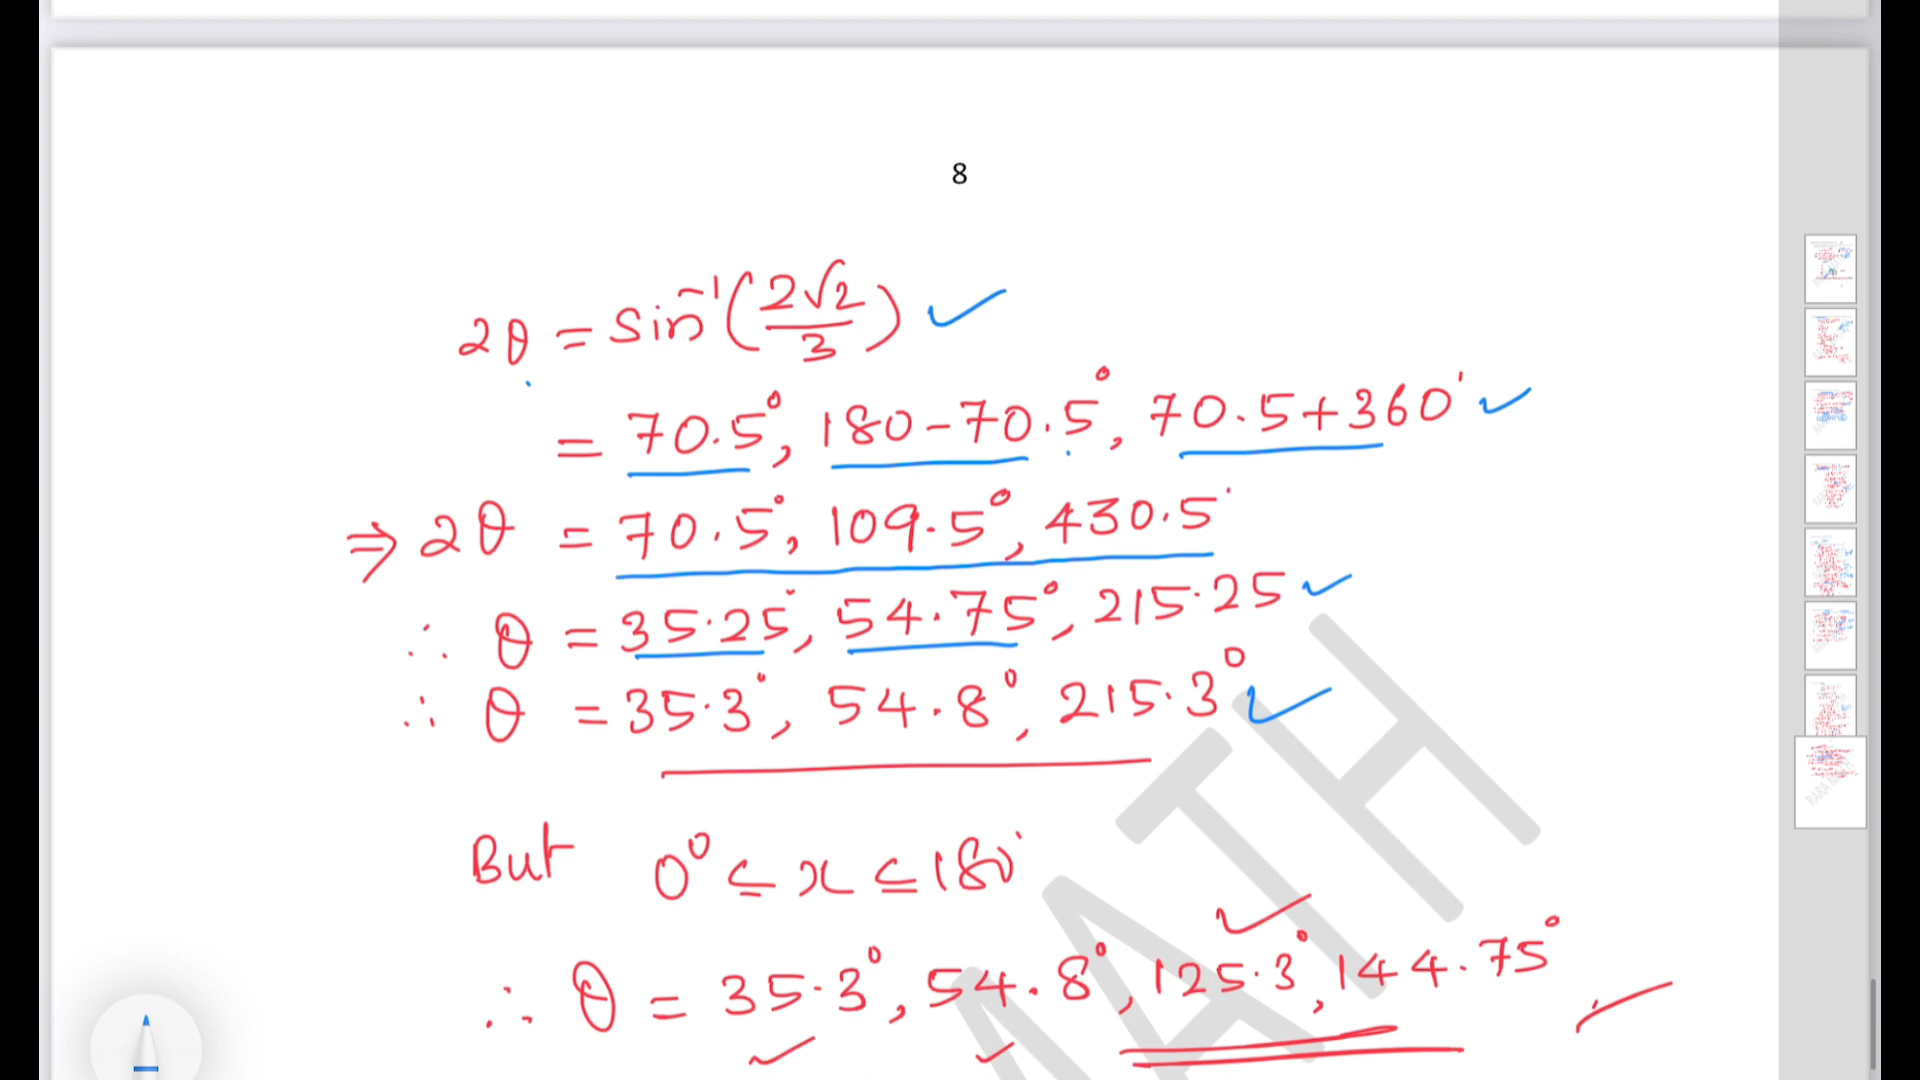 8
2θ = sin⁻¹(2√2/3)
= 70.5°, 180-70.5°, 70.5+360°
⇒ 2θ = 70.5°, 109.5°, 430.5°
∴ θ = 35.25°, 54.75°, 215.25
∴ θ = 35.3°, 54.8°, 215.3°
But 0° ≤ x ≤ 180°
∴ θ = 35.3°, 54.8°, 125.3°, 144.75°
MATH